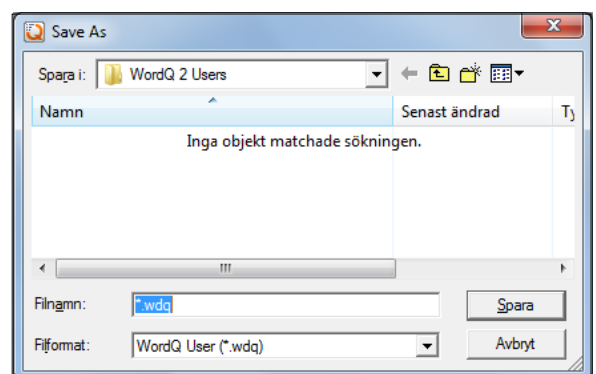 Save As
Spara i: WordQ 2 Users
Namn Senast ändrad Ty
Inga objekt matchade sökningen.
Filnamn: *.wdq Spara
Filformat: WordQ User (*.wdq) Avbryt